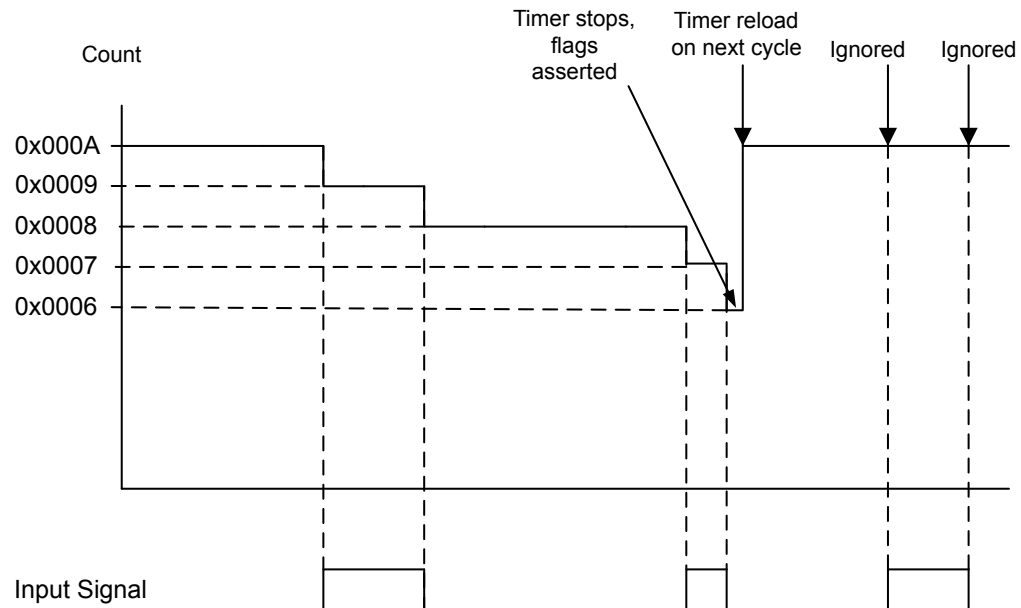 Timer stops,
flags
asserted
Timer reload
on next cycle
Ignored
Ignored
Count
0x000A
0x0009
0x0008
0x0007
0x0006
Input Signal